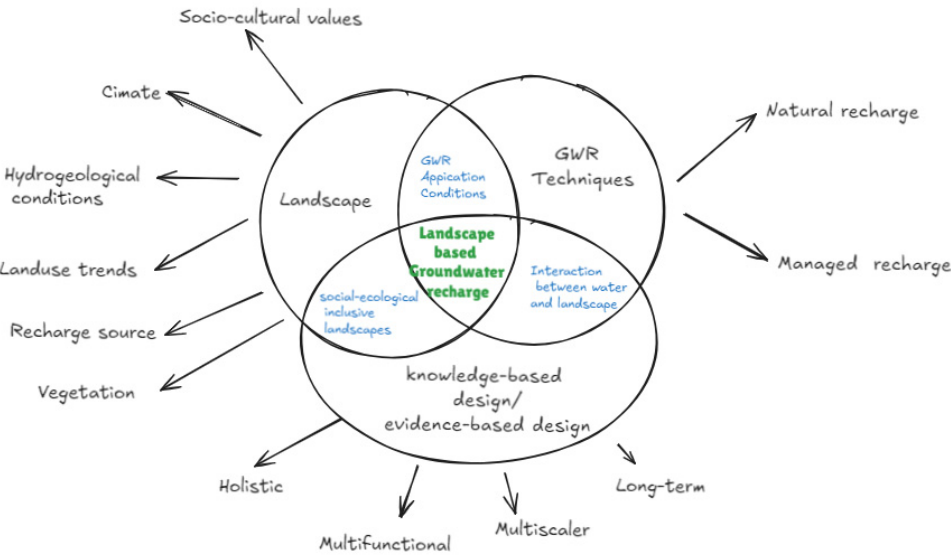 Socio-cultural values
Cimate
Natural recharge
GWR
Techniques
GWR
Appication
Conditions
Hydrogeological
conditions
Landscape
Landscape
based
Groundwater
recharge
Managed recharge
Landuse trends
Interaction
between water
and landscape
social-ecological
inclusive
landscapes
Recharge source
Vegetation
knowledge-based
design/
evidence-based design
Holistic
Long-term
Multifunctional
Multiscaler